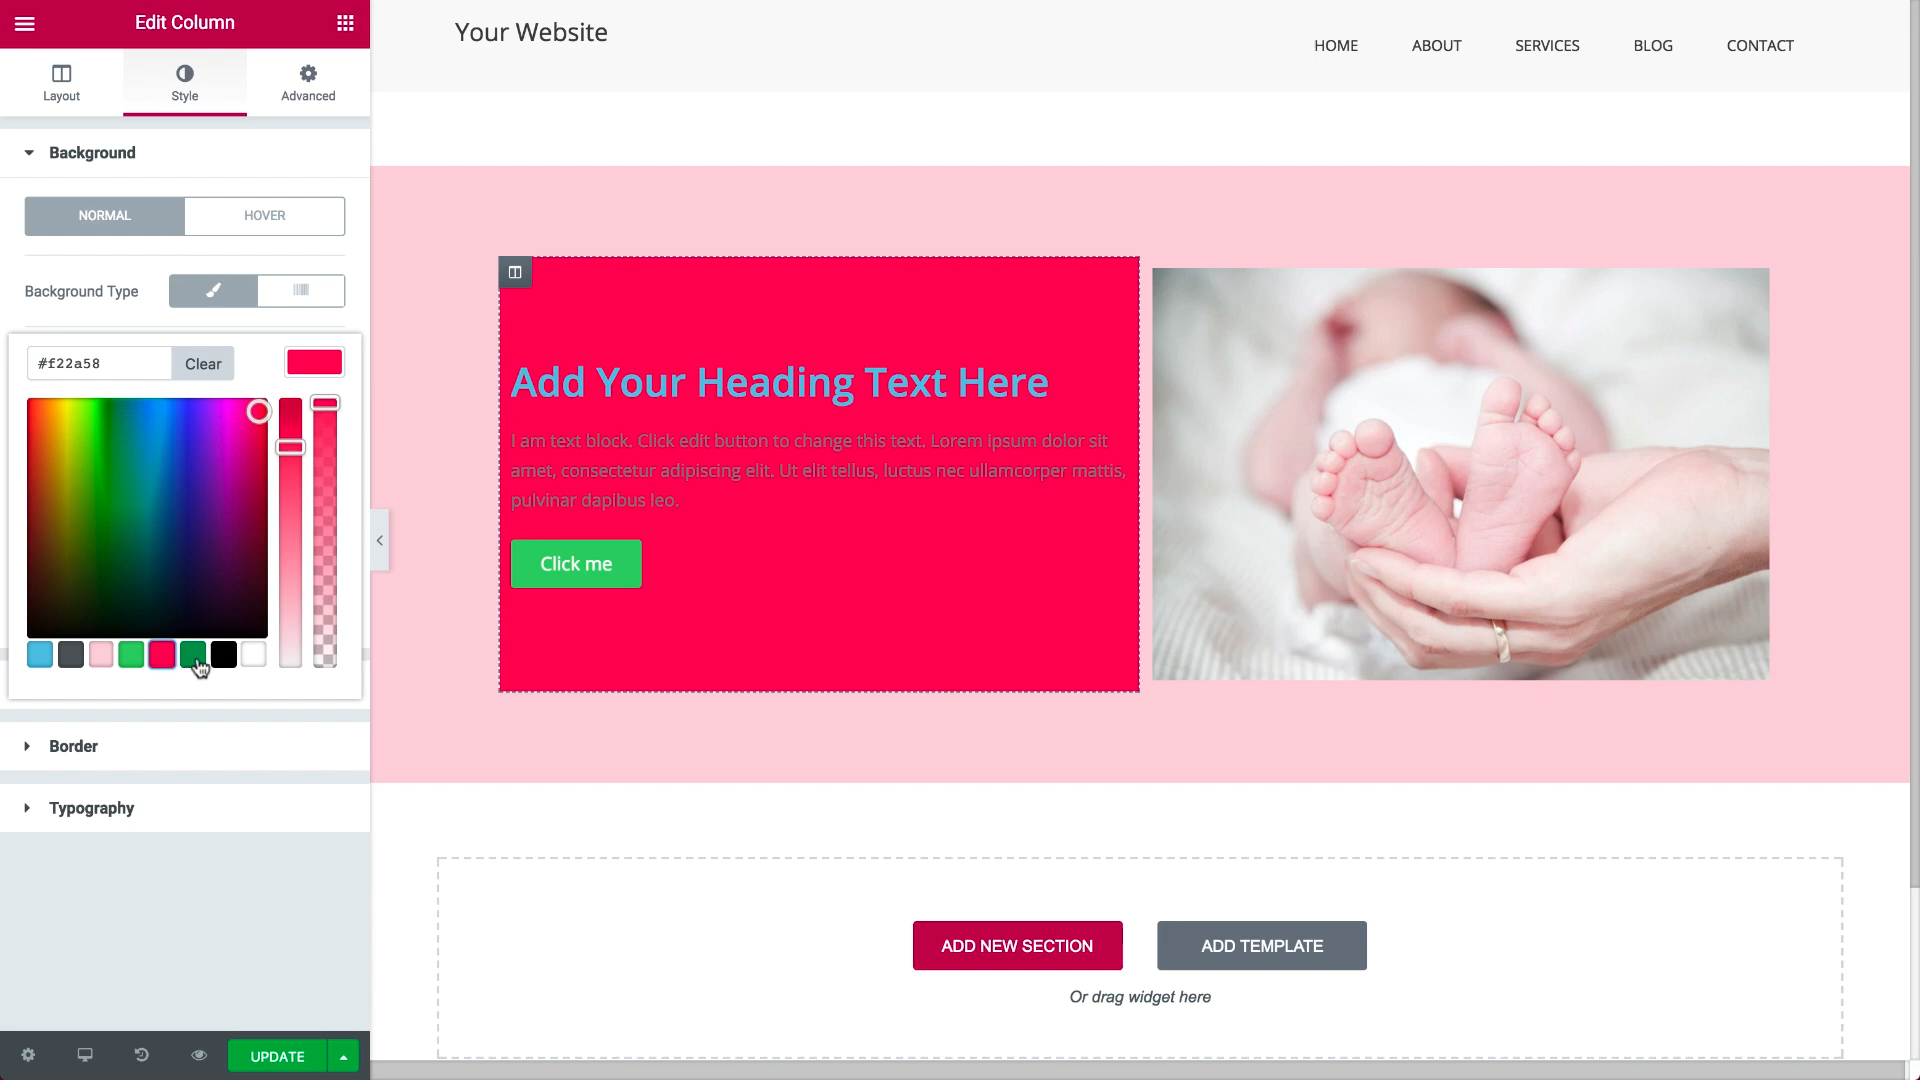 Edit Column
Layout
Style
Advanced
Background
NORMAL
HOVER
Background Type
#f22a58
Clear
Border
Typography
UPDATE
Your Website
HOME
ABOUT
SERVICES
BLOG
CONTACT
Add Your Heading Text Here
I am text block. Click edit button to change this text. Lorem ipsum dolor sit
amet, consectetur adipiscing elit. Ut elit tellus, luctus nec ullamcorper mattis,
pulvinar dapibus leo.
Click me
ADD NEW SECTION
ADD TEMPLATE
Or drag widget here